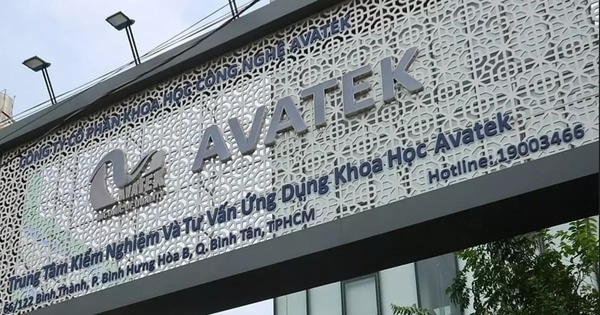 CÔNG TY CỔ PHẦN KHOA HỌC CÔNG NGHỆ AVATEK
AVATEK
AVATEK
Trung Tâm Kiểm Nghiệm Và Tư Vấn Ứng Dụng Khoa Học Avatek
56/122 Bình Thành, P. Bình Hưng Hòa B, Q. Bình Tân, TPHCM
Hotline: 19003466